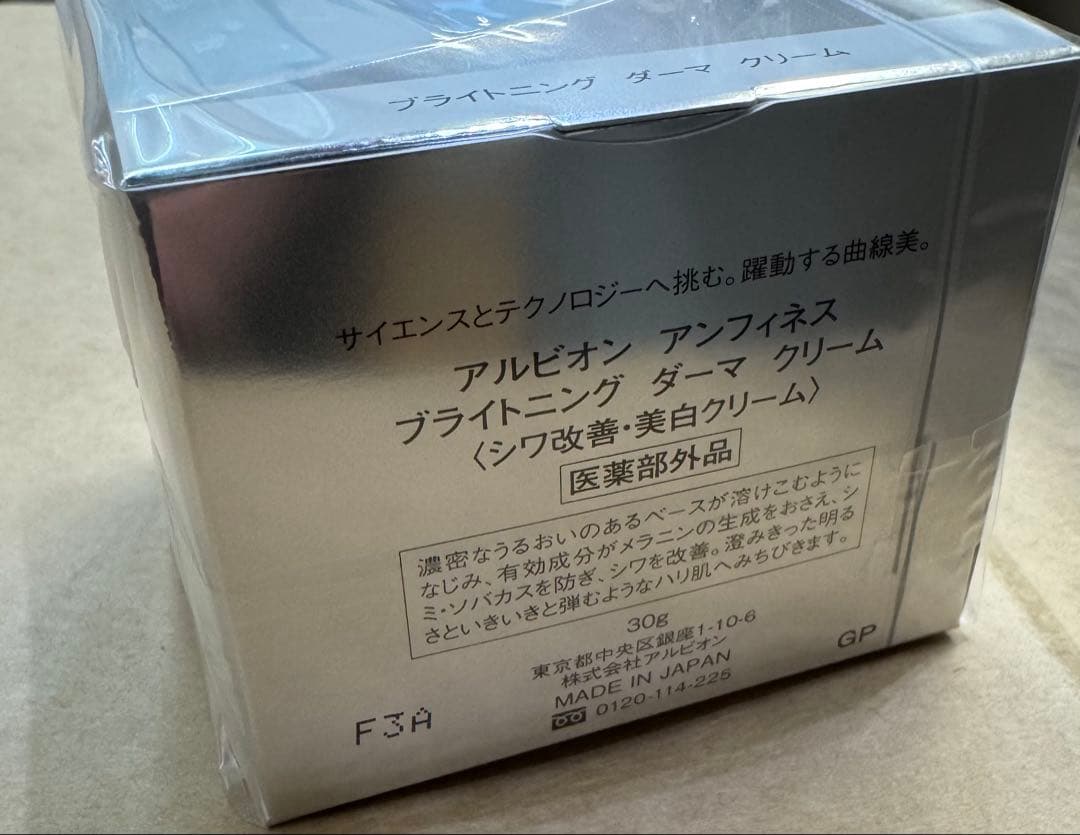 ブライトニング ダーマ クリーム
サイエンスとテクノロジーへ挑む。躍動する曲線美。
アルビオン アンフィネス
ブライトニング ダーマ クリーム
〈シワ改善・美白クリーム〉
医薬部外品
濃密なうるおいのあるベースが溶けこむように
なじみ、有効成分がメラニンの生成をおさえ、シ
ミ・ソバカスを防ぎ、シワを改善。澄みきった明る
さといきいきと弾むようなハリ肌へみちびきます。
30g
東京都中央区銀座1-10-6
株式会社アルビオン
MADE IN JAPAN
0120-114-225
GP
F3A